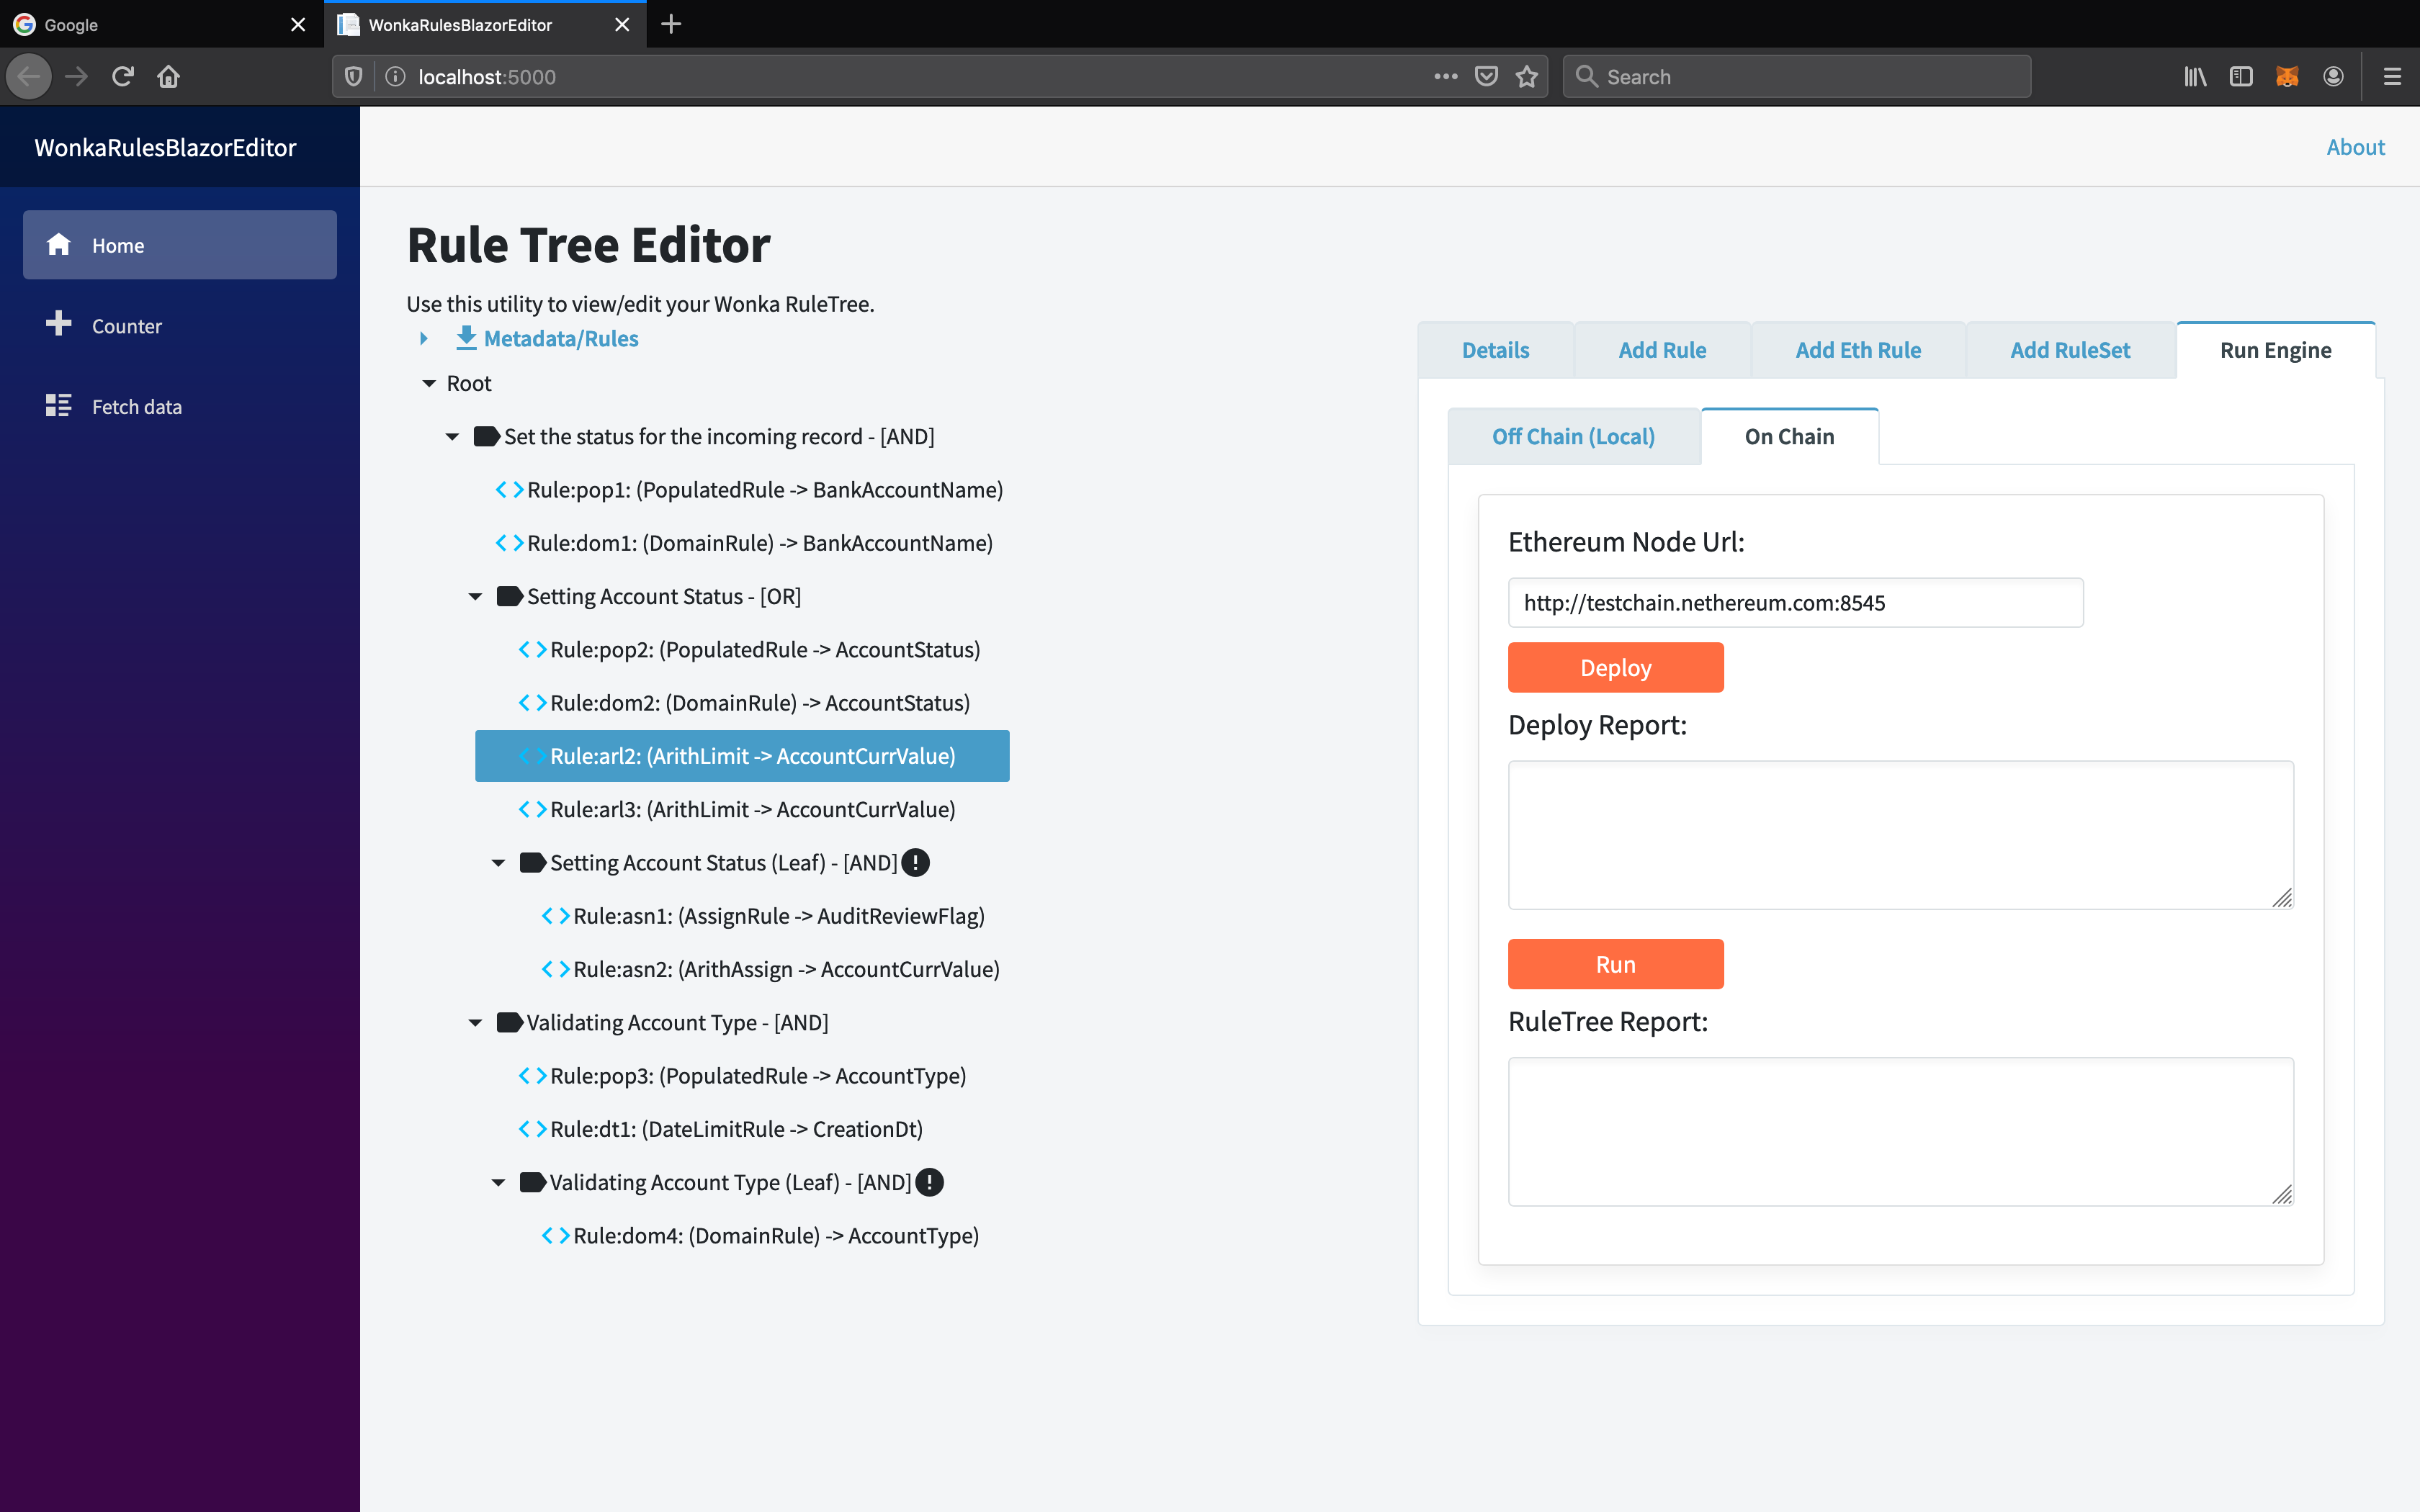 Google
WonkaRulesBlazorEditor
localhost:5000
Search
WonkaRulesBlazorEditor
About
Home
Counter
Fetch data
Rule Tree Editor
Use this utility to view/edit your Wonka RuleTree.
Metadata/Rules
Root
Set the status for the incoming record - [AND]
Rule:pop1: (PopulatedRule -> BankAccountName)
Rule:dom1: (DomainRule) -> BankAccountName)
Setting Account Status - [OR]
Rule:pop2: (PopulatedRule -> AccountStatus)
Rule:dom2: (DomainRule) -> AccountStatus)
Rule:arl2: (ArithLimit -> AccountCurrValue)
Rule:arl3: (ArithLimit -> AccountCurrValue)
Setting Account Status (Leaf) - [AND]
Rule:asn1: (AssignRule -> AuditReviewFlag)
Rule:asn2: (ArithAssign -> AccountCurrValue)
Validating Account Type - [AND]
Rule:pop3: (PopulatedRule -> AccountType)
Rule:dt1: (DateLimitRule -> CreationDt)
Validating Account Type (Leaf) - [AND]
Rule:dom4: (DomainRule) -> AccountType)
Details Add Rule Add Eth Rule Add RuleSet Run Engine
Off Chain (Local) On Chain
Ethereum Node Url:
http://testchain.nethereum.com:8545
Deploy
Deploy Report:
Run
RuleTree Report: